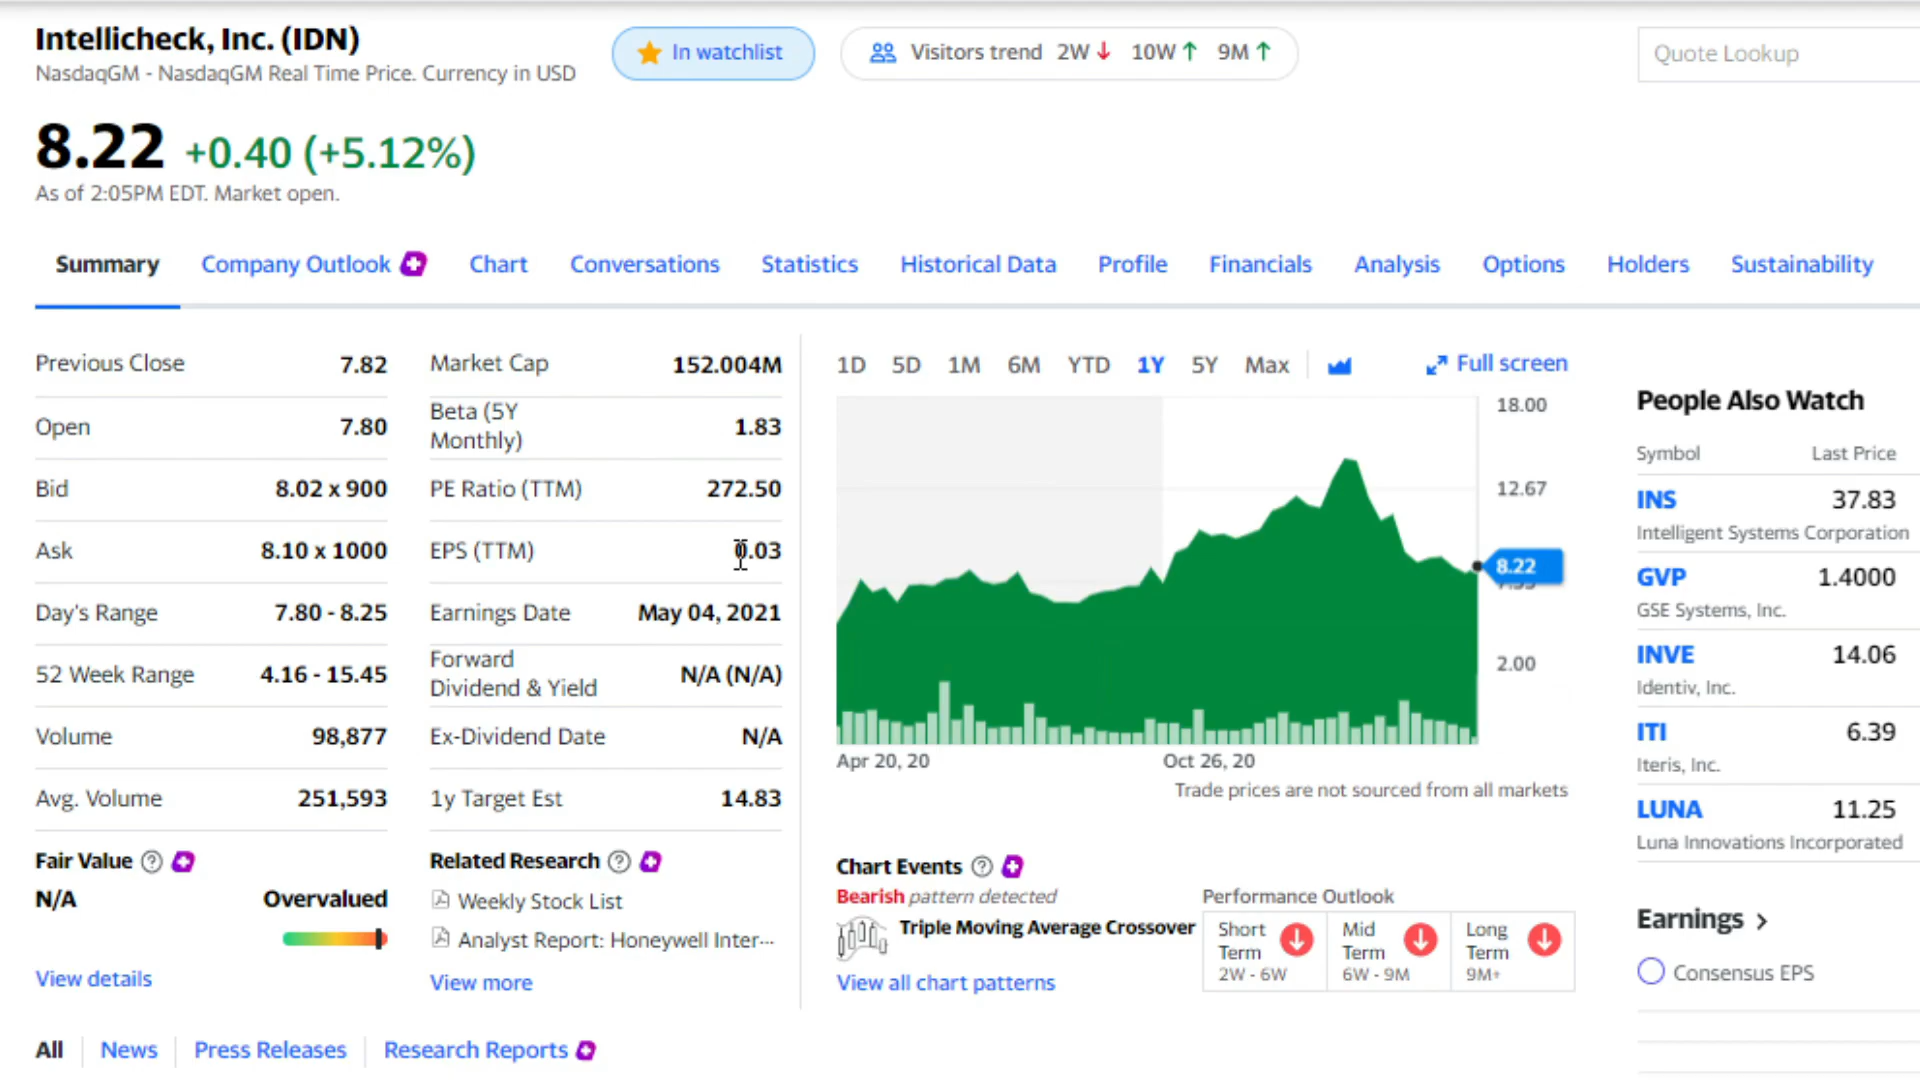 Intellicheck, Inc. (IDN)
NasdaqGM - NasdaqGM Real Time Price. Currency in USD
In watchlist
Visitors trend 2W 10W 9M
Quote Lookup
8.22 +0.40 (+5.12%)
As of 2:05PM EDT. Market open.
Summary Company Outlook Chart Conversations Statistics Historical Data Profile Financials Analysis Options Holders Sustainability
Previous Close 7.82
Open 7.80
Bid 8.02 x 900
Ask 8.10 x 1000
Day's Range 7.80 - 8.25
52 Week Range 4.16 - 15.45
Volume 98,877
Avg. Volume 251,593
Market Cap 152.004M
Beta (5Y
Monthly) 1.83
PE Ratio (TTM) 272.50
EPS (TTM) 0.03
Earnings Date May 04, 2021
Forward
Dividend & Yield N/A (N/A)
Ex-Dividend Date N/A
1y Target Est 14.83
Fair Value
N/A Overvalued
View details
Related Research
Weekly Stock List
Analyst Report: Honeywell Inter...
View more
1D 5D 1M 6M YTD 1Y 5Y Max Full screen
18.00
12.67
8.22
2.00
Apr 20, 20 Oct 26, 20
Trade prices are not sourced from all markets
Chart Events
Bearish pattern detected
Triple Moving Average Crossover
View all chart patterns
Performance Outlook
Short
Term
2W - 6W
Mid
Term
6W - 9M
Long
Term
9M+
People Also Watch
Symbol Last Price
INS 37.83
Intelligent Systems Corporation
GVP 1.4000
GSE Systems, Inc.
INVE 14.06
Identiv, Inc.
ITI 6.39
Iteris, Inc.
LUNA 11.25
Luna Innovations Incorporated
Earnings
Consensus EPS
All News Press Releases Research Reports